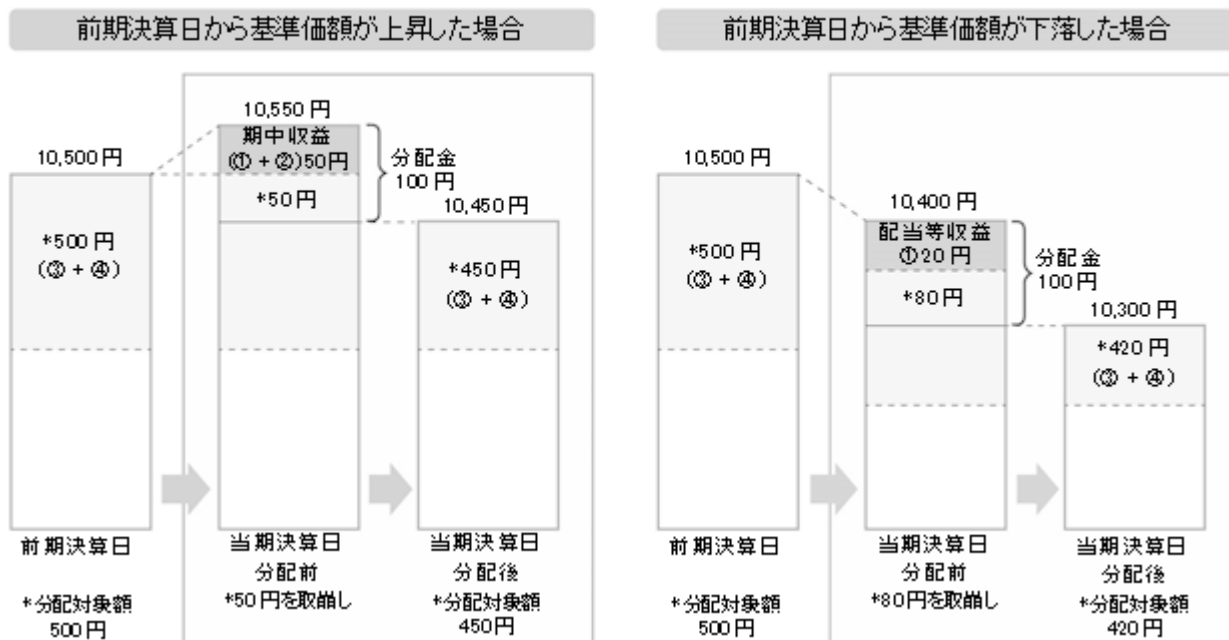 前期決算日から基準価額が上昇した場合
10,500円
*500円
(③ + ④)
前期決算日
*分配対象額
500円
10,550円
期中収益
(① + ②)50円
*50円
分配金
100円
当期決算日
分配前
*50円を取崩し
10,450円
*450円
(③ + ④)
当期決算日
分配後
*分配対象額
450円
前期決算日から基準価額が下落した場合
10,500円
*500円
(③ + ④)
前期決算日
*分配対象額
500円
10,400円
配当等収益
①20円
*80円
分配金
100円
当期決算日
分配前
*80円を取崩し
10,300円
*420円
(③ + ④)
当期決算日
分配後
*分配対象額
420円